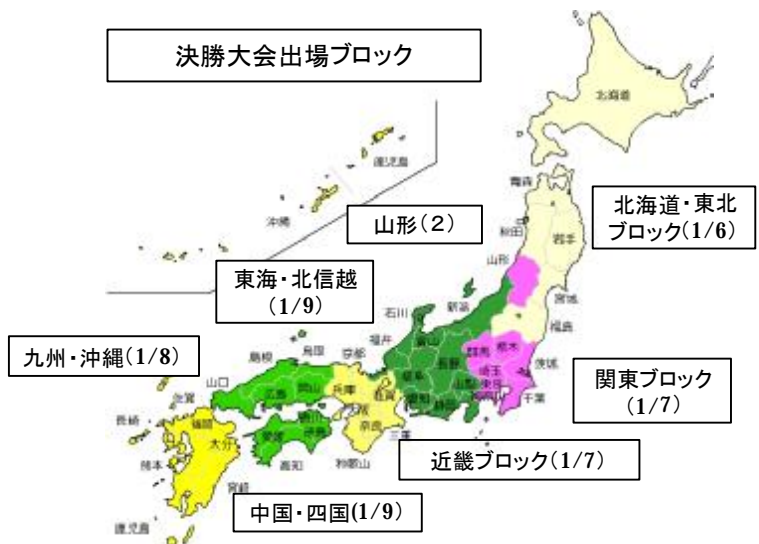 決勝大会出場ブロック
北海道
鹿児島
青森
沖縄
山形（2）
秋田
岩手
北海道・東北
ブロック(1/6)
山形
東海・北信越
(1/9)
石川
新潟
宮城
福島
福井
富山
九州・沖縄(1/8)
島根
鳥取
京都
長野
群馬
栃木
茨城
埼玉
東京
千葉
関東ブロック
(1/7)
山口
広島
岡山
兵庫
滋賀
岐阜
山梨
愛知
静岡
佐賀
長崎
福岡
大分
愛媛
香川
徳島
大阪
奈良
三重
熊本
高知
和歌山
近畿ブロック(1/7)
宮崎
中国・四国(1/9)
鹿児島